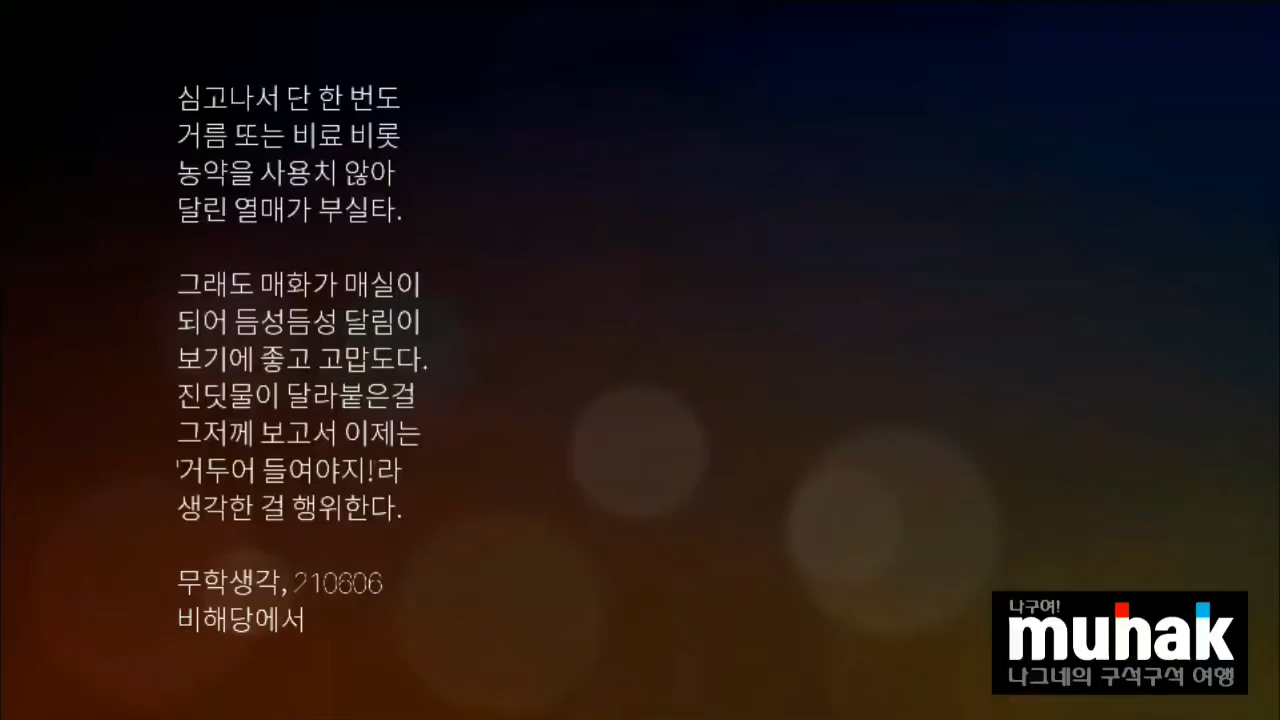 심고나서 단 한 번도
거름 또는 비료 비롯
농약을 사용치 않아
달린 열매가 부실타.
그래도 매화가 매실이
되어 듬성듬성 달림이
보기에 좋고 고맙도다.
진딧물이 달라붙은걸
그저께 보고서 이제는
'거두어 들여야지!라
생각한 걸 행위한다.
무학생각, 210606
비해당에서
나구여!
munak
나그네의 구석구석 여행